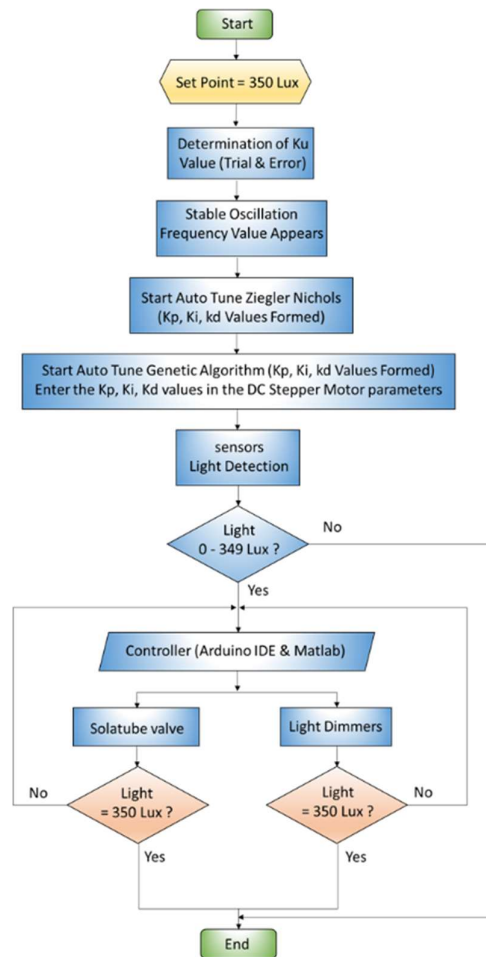 Start
Set Point = 350 Lux
Determination of Ku
Value (Trial & Error)
Stable Oscillation
Frequency Value Appears
Start Auto Tune Ziegler Nichols
(Kp, Ki, kd Values Formed)
Start Auto Tune Genetic Algorithm (Kp, Ki, kd Values Formed)
Enter the Kp, Ki, Kd values in the DC Stepper Motor parameters
sensors
Light Detection
Light
0 - 349 Lux ?
No
Yes
Controller (Arduino IDE & Matlab)
Solatube valve
Light Dimmers
No
Light
= 350 Lux ?
Yes
Light
= 350 Lux ?
No
Yes
End